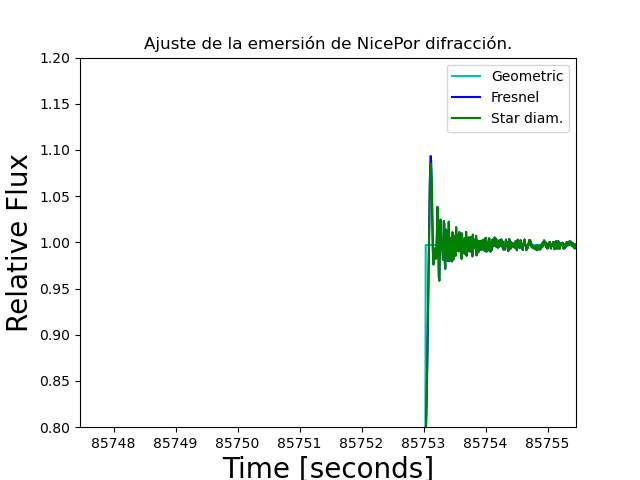 Ajuste de la emersión de NicePor difracción.
Geometric
Fresnel
Star diam.
1.20
1.15
1.10
1.05
1.00
0.95
0.90
0.85
0.80
Relative Flux
85748 85749 85750 85751 85752 85753 85754 85755
Time [seconds]